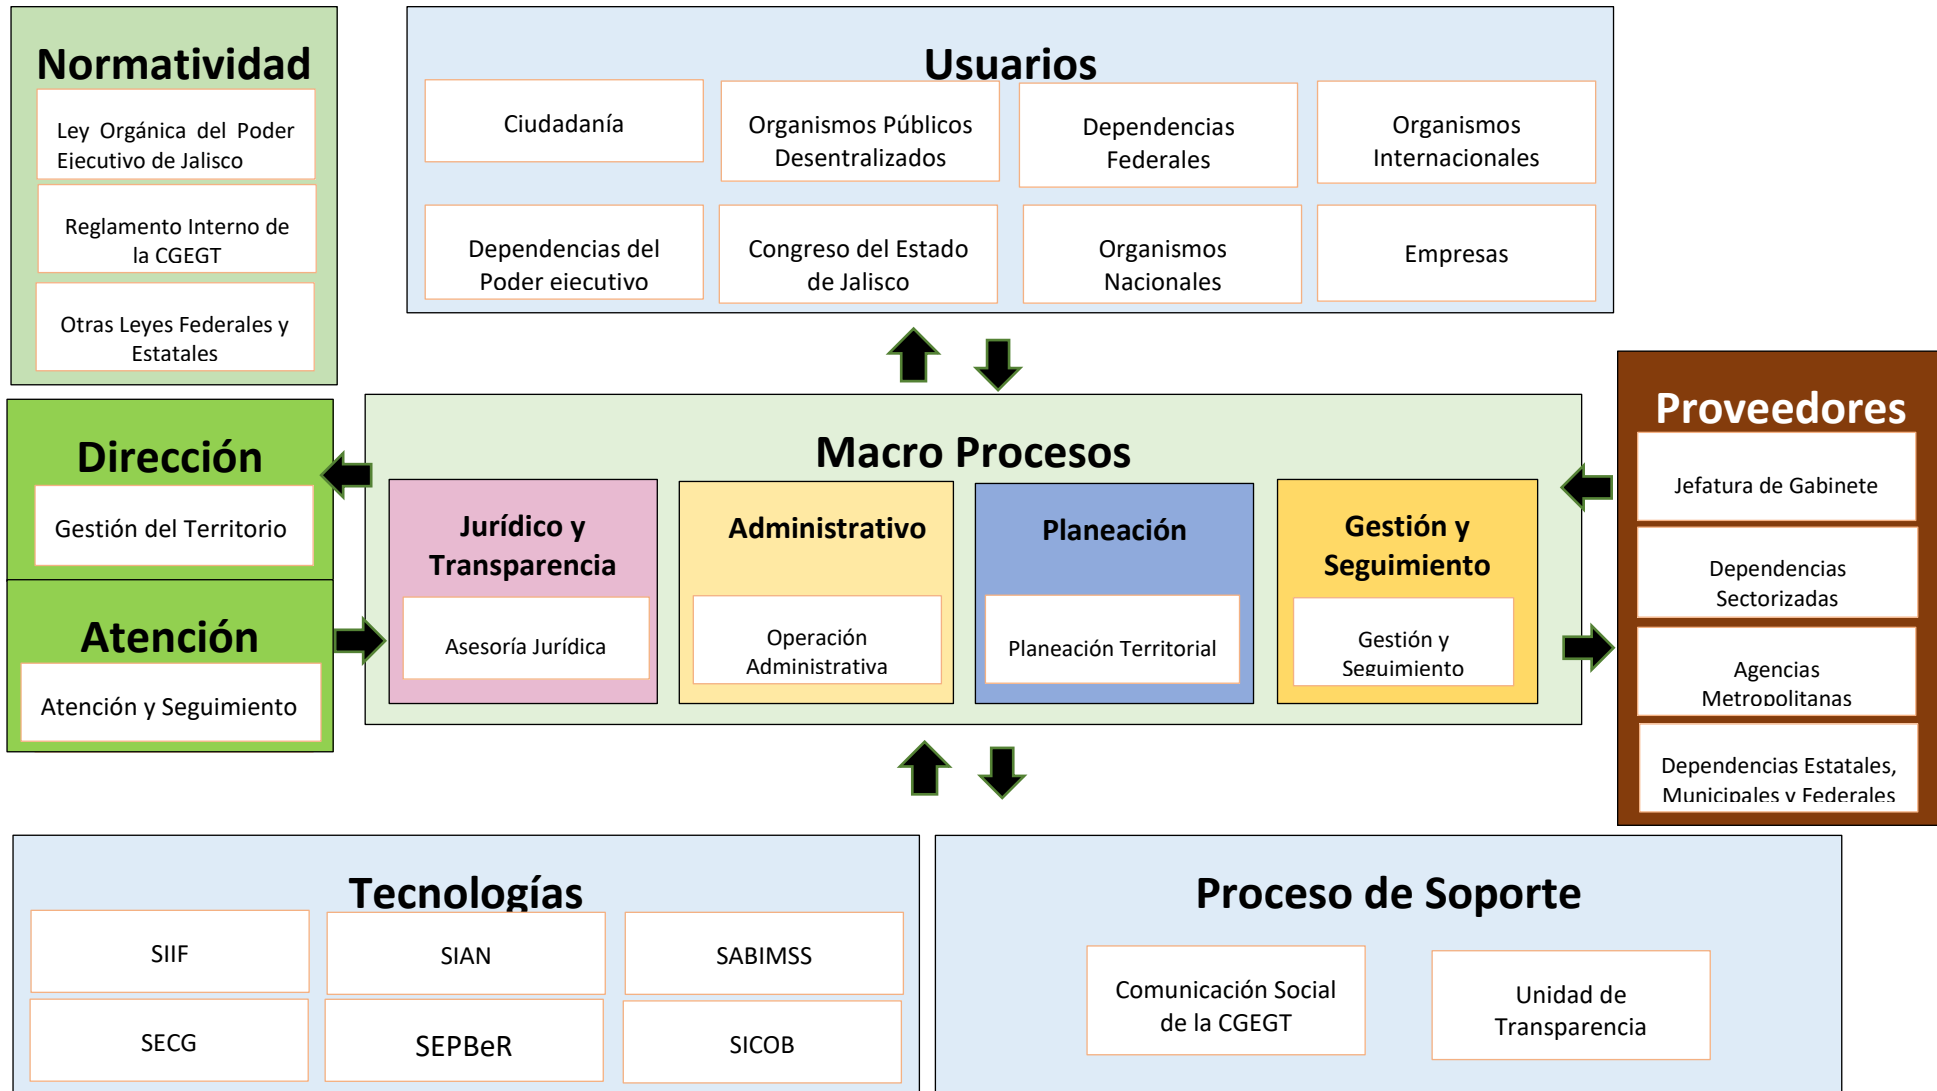 Normatividad
Ley Orgánica del Poder
Ejecutivo de Jalisco
Reglamento Interno de
la CGEGT
Otras Leyes Federales y
Estatales
Usuarios
Ciudadanía
Organismos Públicos
Desentralizados
Dependencias
Federales
Organismos
Internacionales
Dependencias del
Poder ejecutivo
Congreso del Estado
de Jalisco
Organismos
Nacionales
Empresas
Dirección
Gestión del Territorio
Atención
Atención y Seguimiento
Macro Procesos
Jurídico y
Transparencia
Asesoría Jurídica
Administrativo
Operación
Administrativa
Planeación
Planeación Territorial
Gestión y
Seguimiento
Gestión y
Seguimiento
Proveedores
Jefatura de Gabinete
Dependencias
Sectorizadas
Agencias
Metropolitanas
Dependencias Estatales,
Municipales y Federales
Tecnologías
SIIF
SIAN
SABIMSS
SECG
SEPBeR
SICOB
Proceso de Soporte
Comunicación Social
de la CGEGT
Unidad de
Transparencia